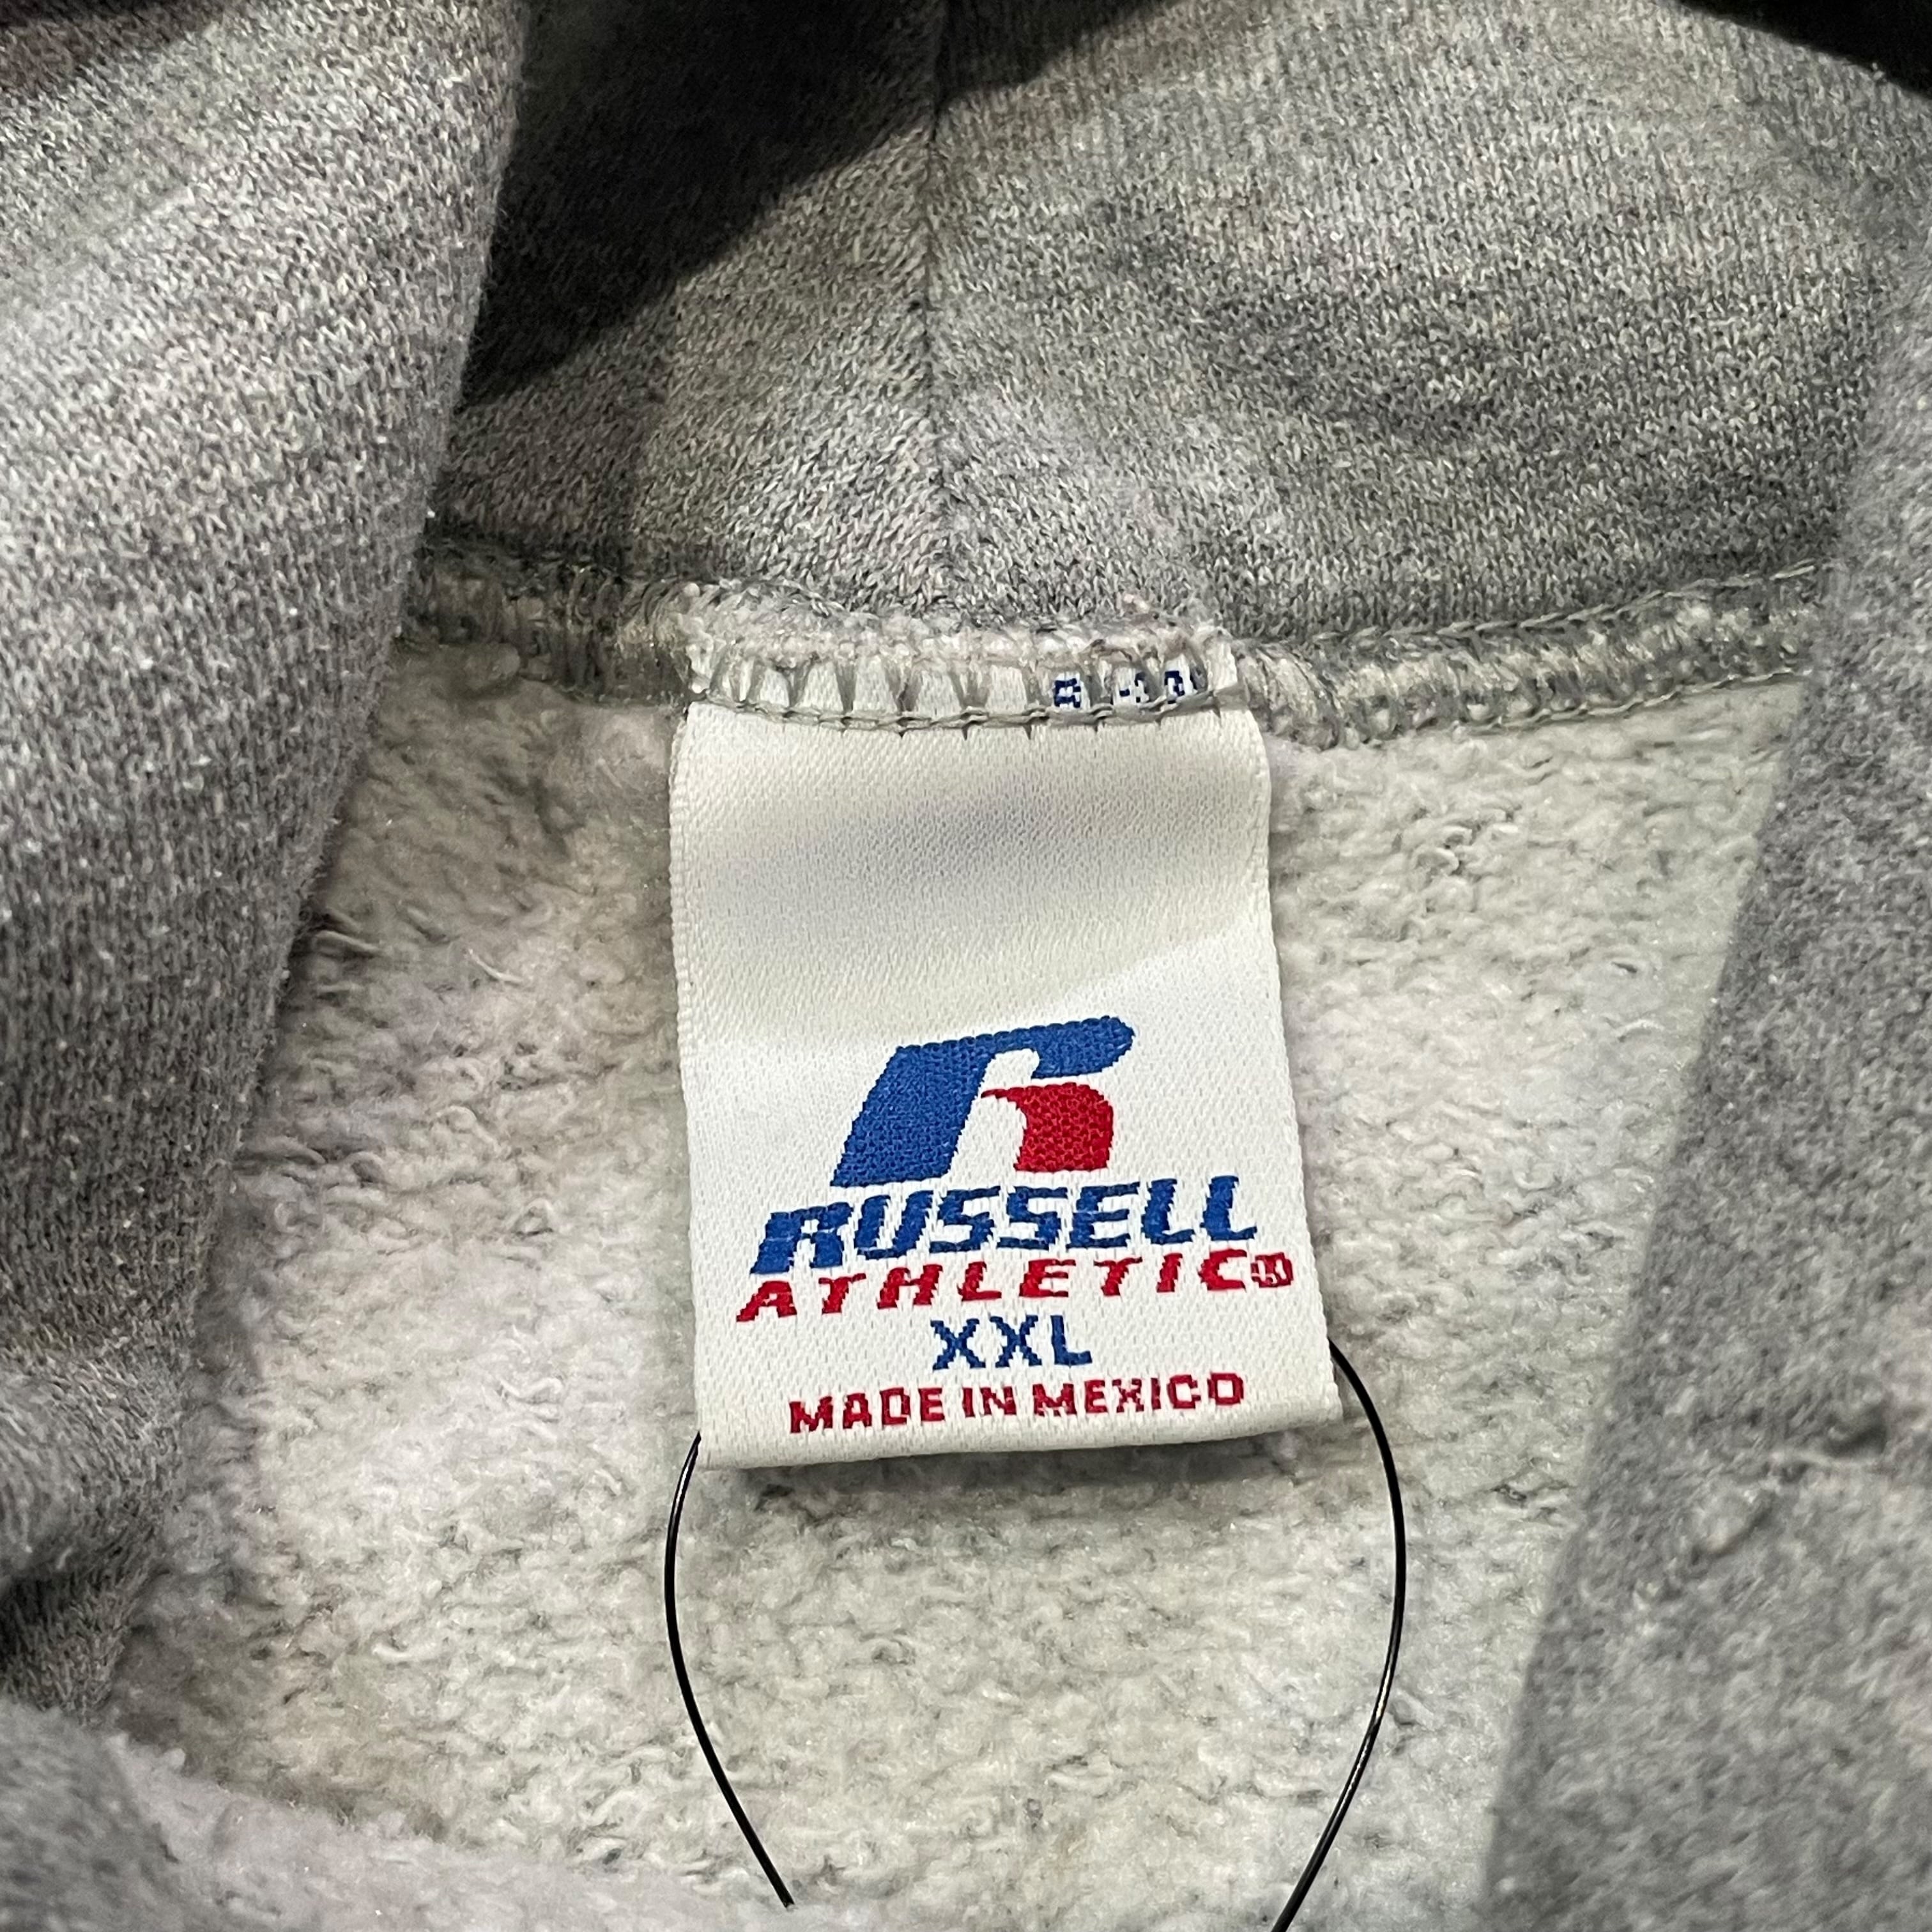 RUSSELL
ATHLETIC®
XXL
MADE IN MEXICO